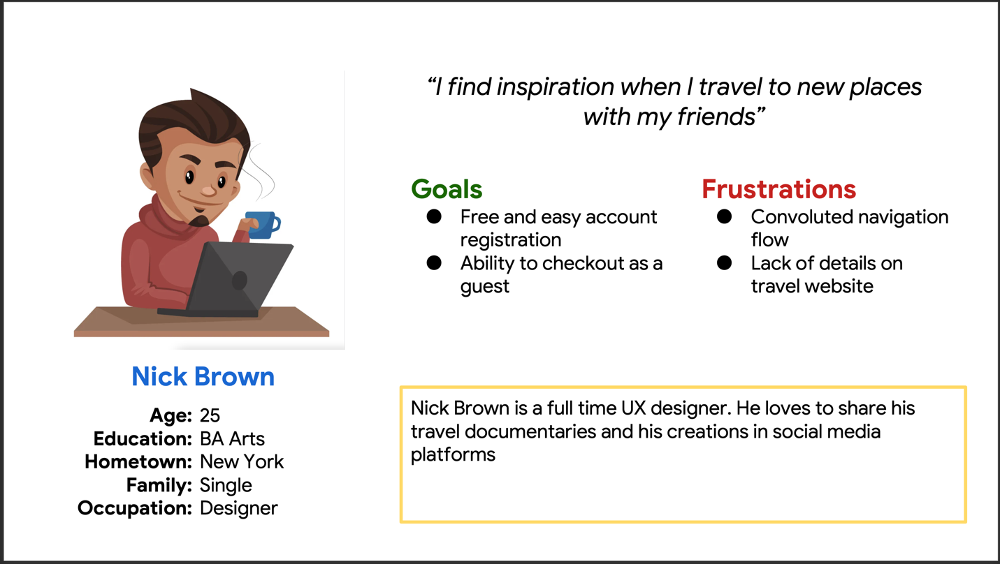 “I find inspiration when I travel to new places
with my friends”
Goals
● Free and easy account
registration
● Ability to checkout as a
guest
Frustrations
● Convoluted navigation
flow
● Lack of details on
travel website
Nick Brown
Age: 25
Education: BA Arts
Hometown: New York
Family: Single
Occupation: Designer
Nick Brown is a full time UX designer. He loves to share his
travel documentaries and his creations in social media
platforms